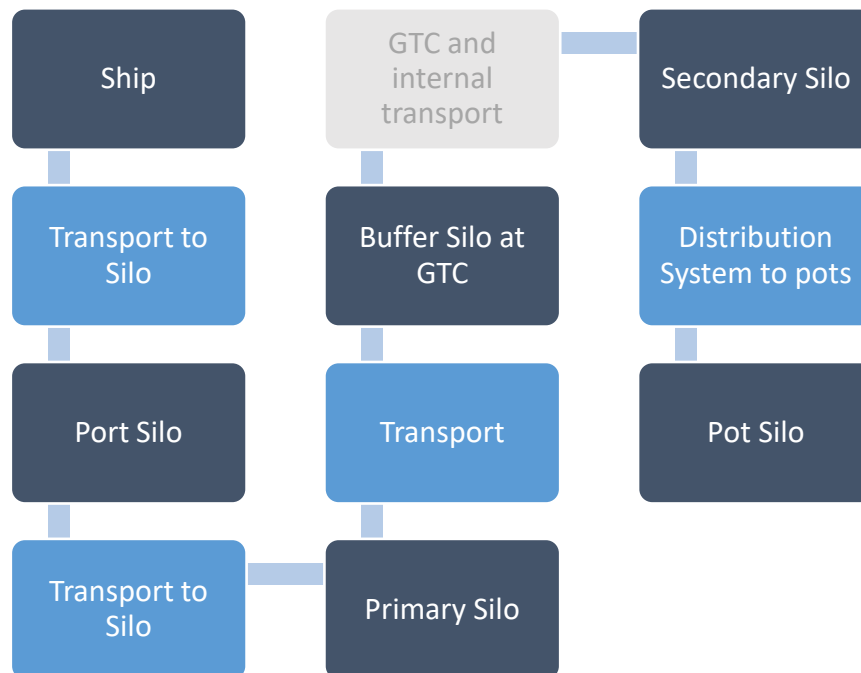 Ship
Transport to
Silo
Port Silo
Transport to
Silo
Primary Silo
Transport
Buffer Silo at
GTC
GTC and
internal
transport
Secondary Silo
Distribution
System to pots
Pot Silo